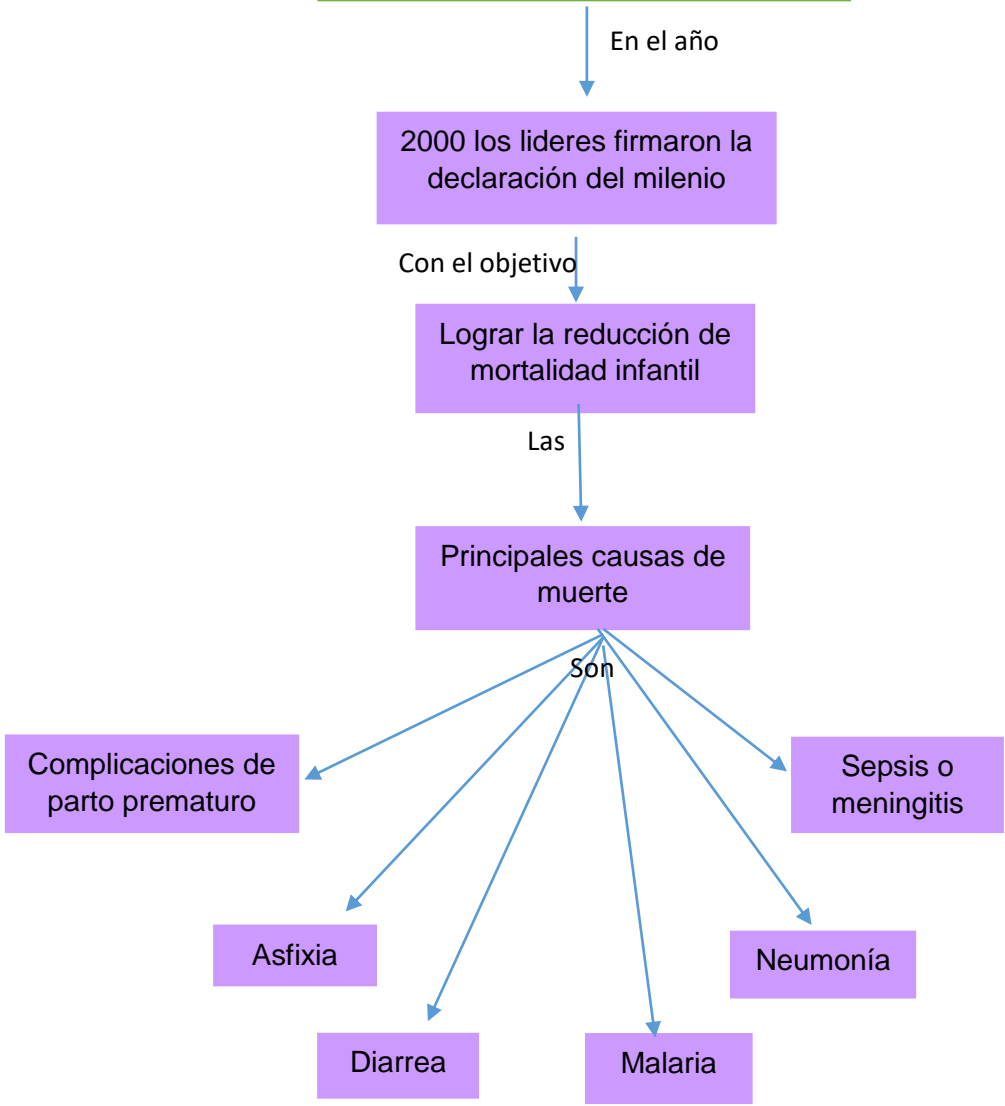 En el año
2000 los lideres firmaron la
declaración del milenio
Con el objetivo
Lograr la reducción de
mortalidad infantil
Las
Principales causas de
muerte
Son
Complicaciones de
parto prematuro
Sepsis o
meningitis
Asfixia
Neumonía
Diarrea
Malaria